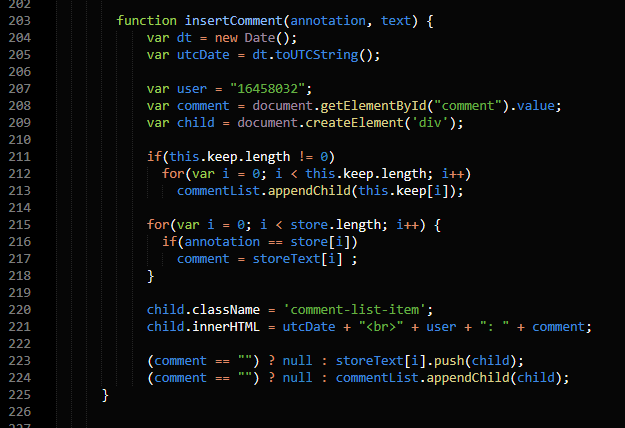 202
203 function insertComment(annotation, text) {
204 var dt = new Date();
205 var utcDate = dt.toUTCString();
206
207 var user = "16458032";
208 var comment = document.getElementById("comment").value;
209 var child = document.createElement('div');
210
211 if(this.keep.length != 0)
212 for(var i = 0; i < this.keep.length; i++)
213 commentList.appendChild(this.keep[i]);
214
215 for(var i = 0; i < store.length; i++) {
216 if(annotation == store[i])
217 comment = storeText[i] ;
218 }
219
220 child.className = 'comment-list-item';
221 child.innerHTML = utcDate + "<br>" + user + ": " + comment;
222
223 (comment == "") ? null : storeText[i].push(child);
224 (comment == "") ? null : commentList.appendChild(child);
225 }
226
227